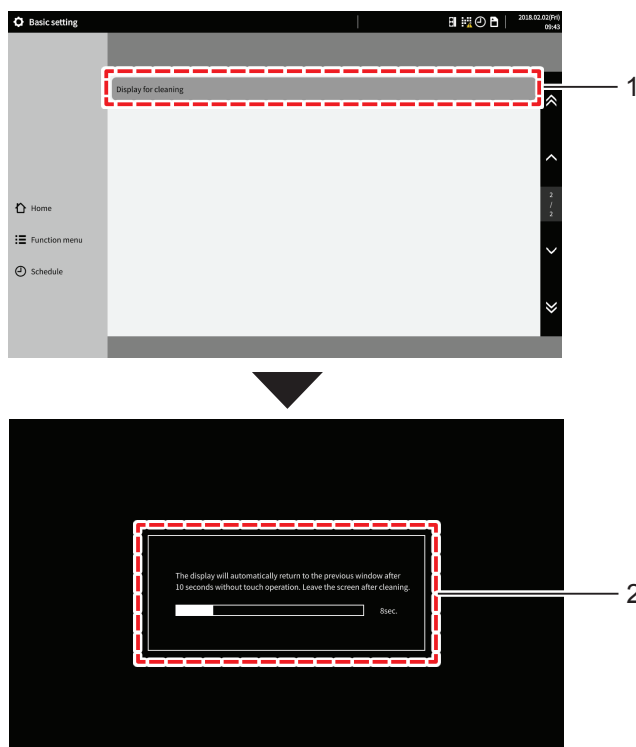 Basic setting
2018.02.02(Fri)
09:43
Display for cleaning
1
2
/
2
Home
Function menu
Schedule
The display will automatically return to the previous window after
10 seconds without touch operation. Leave the screen after cleaning.
8sec.
2